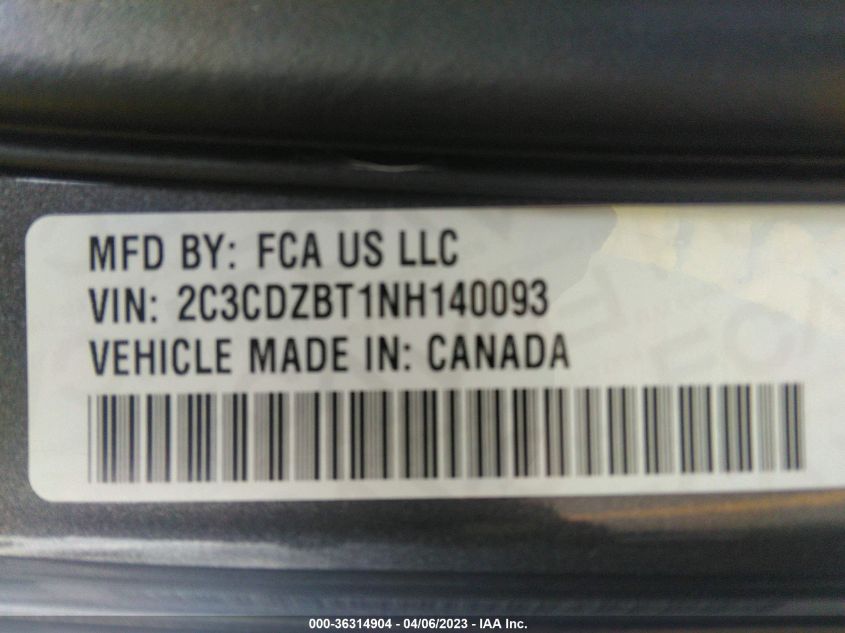 MFD BY: FCA US LLC
VIN: 2C3CDZBT1NH140093
VEHICLE MADE IN: CANADA
000-36314904 - 04/06/2023 - IAA Inc.